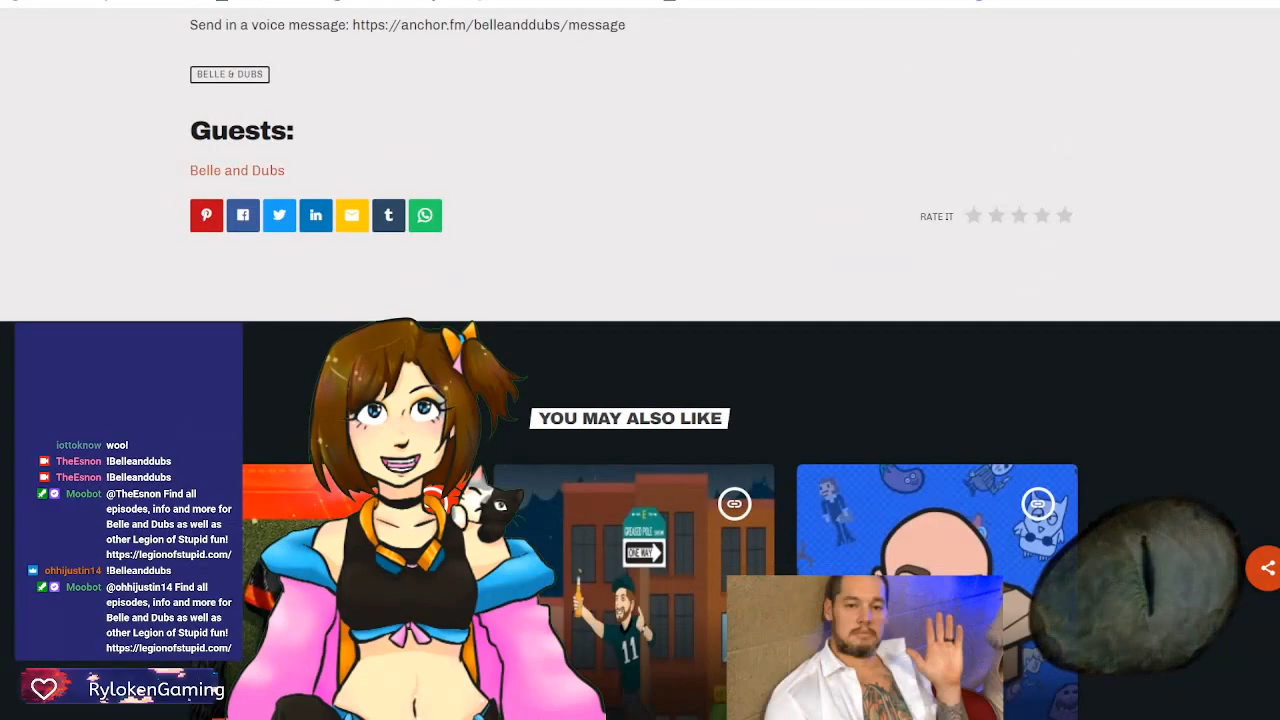 Send in a voice message: https://anchor.fm/belleanddubs/message
BELLE & DUBS
Guests:
Belle and Dubs
RATE IT
YOU MAY ALSO LIKE
iottoknow woo!
TheEsnon !Belleanddubs
TheEsnon !Belleanddubs
Moobot @TheEsnon Find all
episodes, info and more for
Belle and Dubs as well as
other Legion of Stupid fun!
https://legionofstupid.com/
ohhijustin14 !Belleanddubs
Moobot @ohhijustin14 Find all
episodes, info and more for
Belle and Dubs as well as
other Legion of Stupid fun!
https://legionofstupid.com/
RylokenGaming
GREASED POLE
SHOW
ONE WAY
11